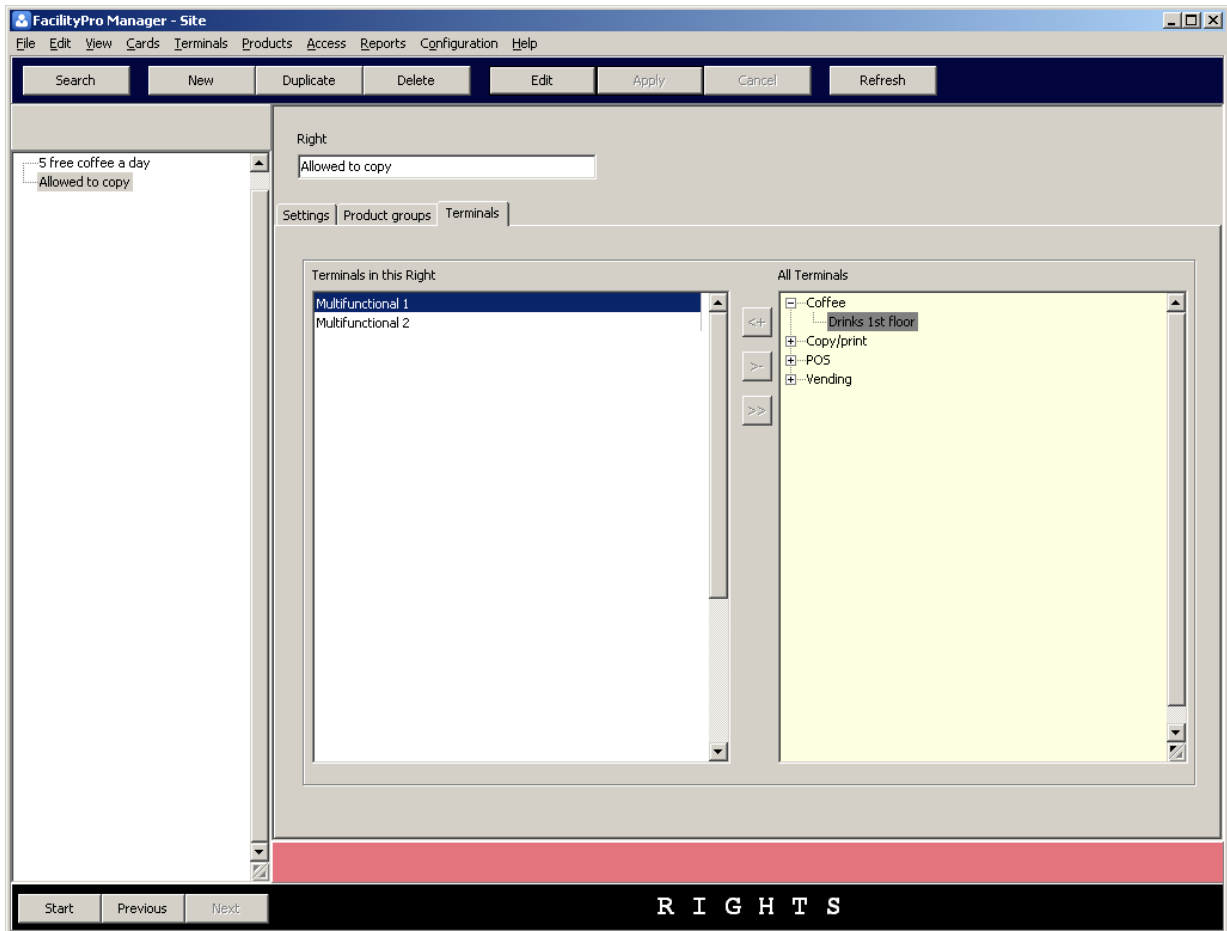 FacilityPro Manager - Site
File Edit View Cards Terminals Products Access Reports Configuration Help
Search New Duplicate Delete Edit Apply Cancel Refresh
5 free coffee a day
Allowed to copy
Right
Allowed to copy
Settings Product groups Terminals
Terminals in this Right
Multifunctional 1
Multifunctional 2
<+
>-
>>
All Terminals
Coffee
Drinks 1st floor
Copy/print
POS
Vending
Start Previous Next
RIGHTS